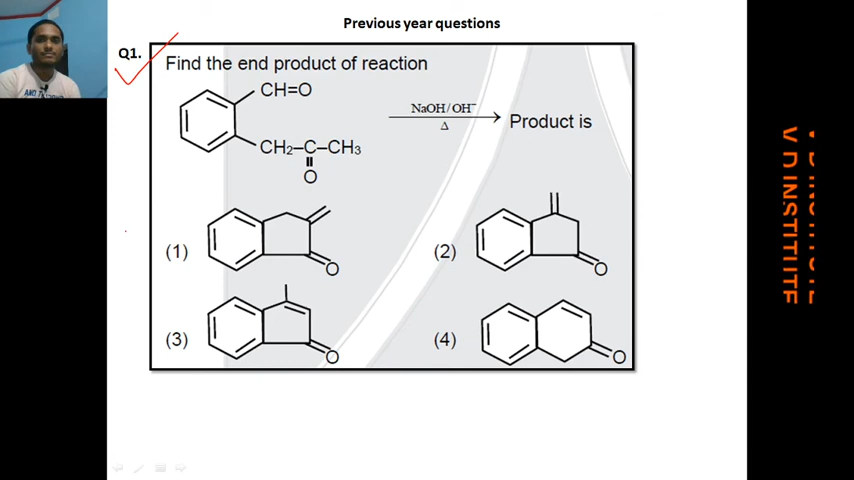 Previous year questions
Q1.
Find the end product of reaction
CH=O
NaOH/OH⁻
Δ
Product is
CH₂–C–CH₃
O
(1)
O
(2)
O
(3)
O
(4)
O
V D INSTITUTE